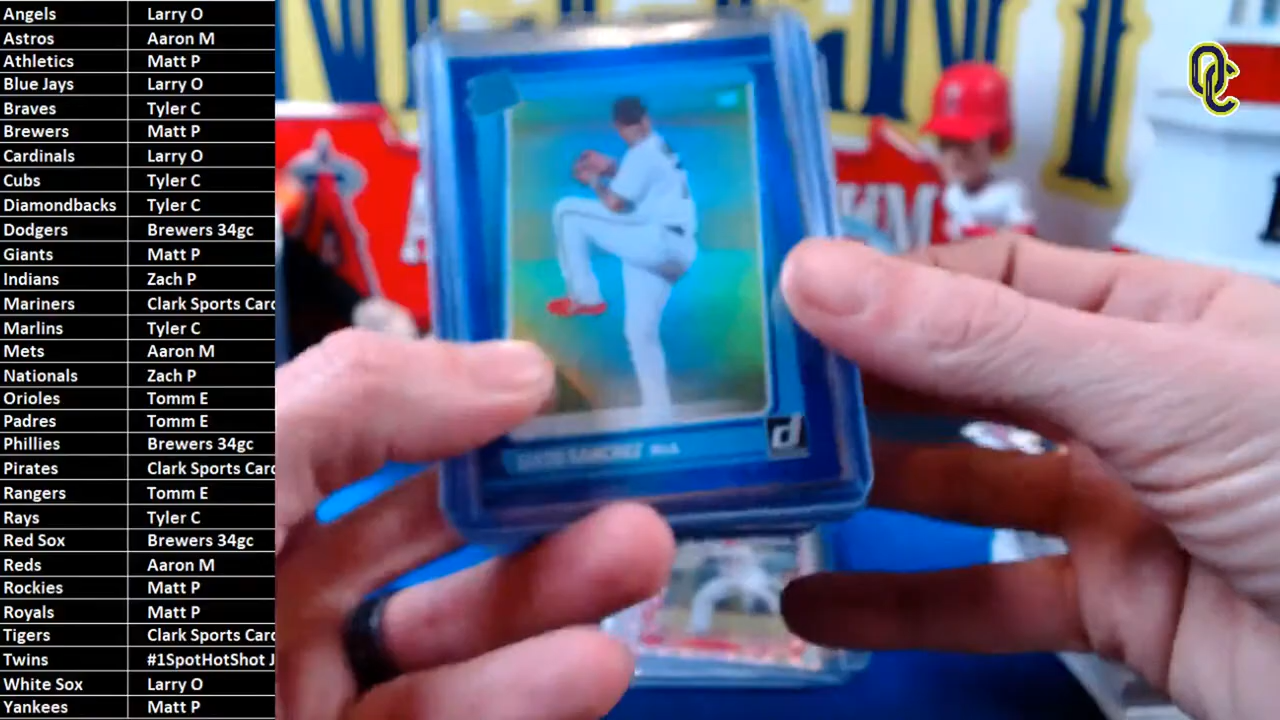 Angels Larry O
Astros Aaron M
Athletics Matt P
Blue Jays Larry O
Braves Tyler C
Brewers Matt P
Cardinals Larry O
Cubs Tyler C
Diamondbacks Tyler C
Dodgers Brewers 34gc
Giants Matt P
Indians Zach P
Mariners Clark Sports Card
Marlins Tyler C
Mets Aaron M
Nationals Zach P
Orioles Tomm E
Padres Tomm E
Phillies Brewers 34gc
Pirates Clark Sports Card
Rangers Tomm E
Rays Tyler C
Red Sox Brewers 34gc
Reds Aaron M
Rockies Matt P
Royals Matt P
Tigers Clark Sports Card
Twins #1SpotHotShot J
White Sox Larry O
Yankees Matt P
OC
d
SANCHEZ